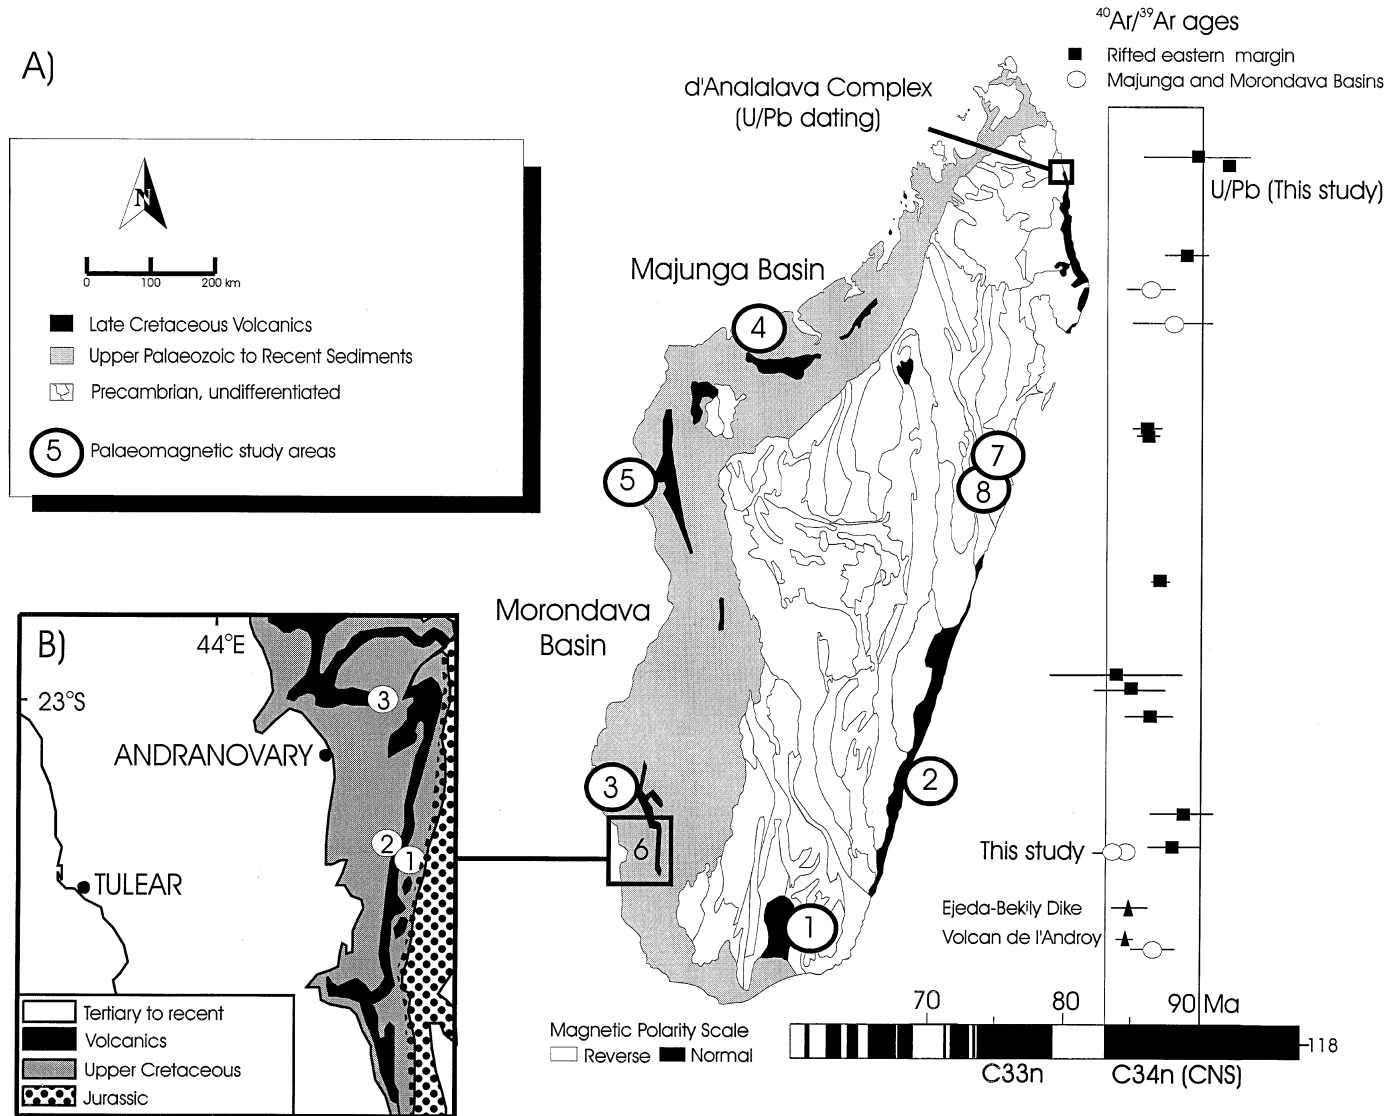 A)
N
0 100 200 km
Late Cretaceous Volcanics
Upper Palaeozoic to Recent Sediments
Precambrian, undifferentiated
5 Palaeomagnetic study areas
d'Analalava Complex
(U/Pb dating)
Majunga Basin
4
5
7
8
Morondava
Basin
3
6
2
1
40Ar/39Ar ages
Rifted eastern margin
Majunga and Morondava Basins
U/Pb (This study)
This study
Ejeda-Bekily Dike
Volcan de l'Androy
70 80 90 Ma
Magnetic Polarity Scale
Reverse Normal
118
C33n C34n (CNS)
B)
44°E
23°S
3
ANDRANOVARY
2
1
TULEAR
Tertiary to recent
Volcanics
Upper Cretaceous
Jurassic